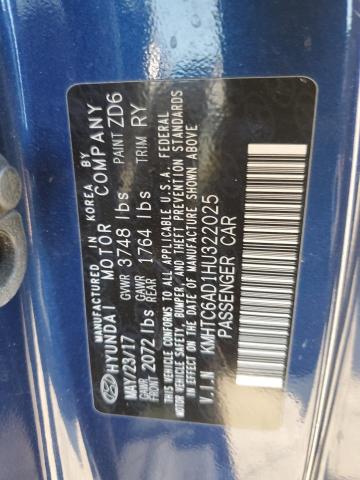 MANUFACTURED IN KOREA BY
HYUNDAI MOTOR COMPANY
MAY/23/17 GVWR 3748 lbs PAINT ZD6
GAWR 2072 lbs GAWR 1764 lbs TRIM RY
THIS VEHICLE CONFORMS TO ALL APPLICABLE U.S.A. FEDERAL
MOTOR VEHICLE SAFETY, BUMPER, AND THEFT PREVENTION
STANDARDS IN EFFECT ON THE DATE OF MANUFACTURE SHOWN ABOVE
V.I.N KMHTC6AD1HU322025
PASSENGER CAR